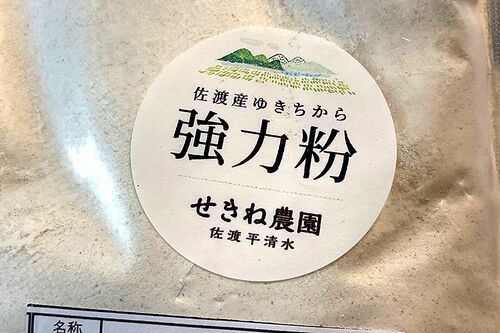 佐渡産ゆきちから
強力粉
せきね農園
佐渡平清水
名称